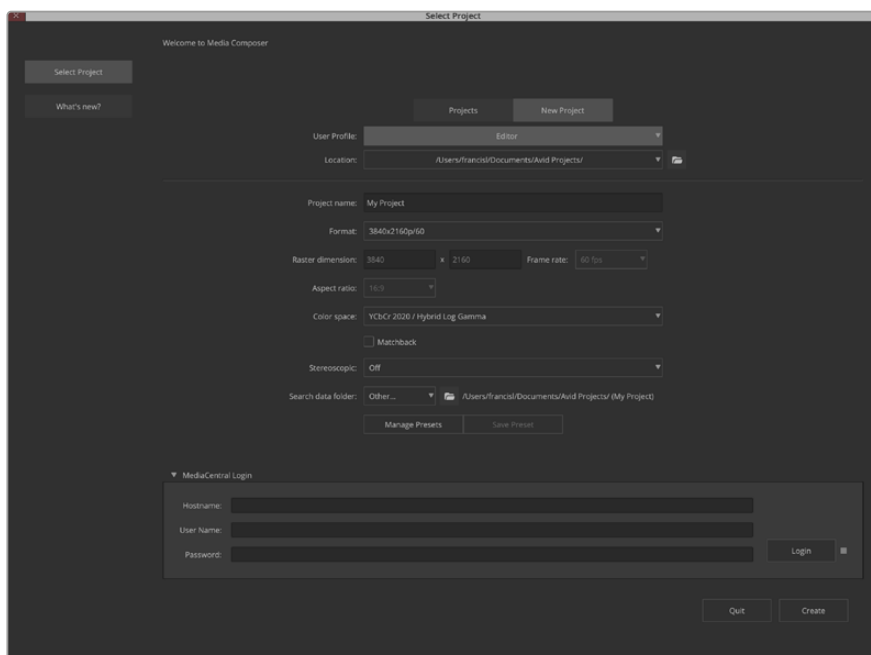 Select Project
Welcome to Media Composer
Select Project
What's new?
Projects New Project
User Profile: Editor
Location: /Users/francisl/Documents/Avid Projects/
Project name: My Project
Format: 3840x2160p/60
Raster dimension: 3840 x 2160 Frame rate: 60 fps
Aspect ratio: 16:9
Color space: YCbCr 2020 / Hybrid Log Gamma
Matchback
Stereoscopic: Off
Search data folder: Other... /Users/francisl/Documents/Avid Projects/ (My Project)
Manage Presets Save Preset
MediaCentral Login
Hostname:
User Name:
Password:
Login
Quit Create